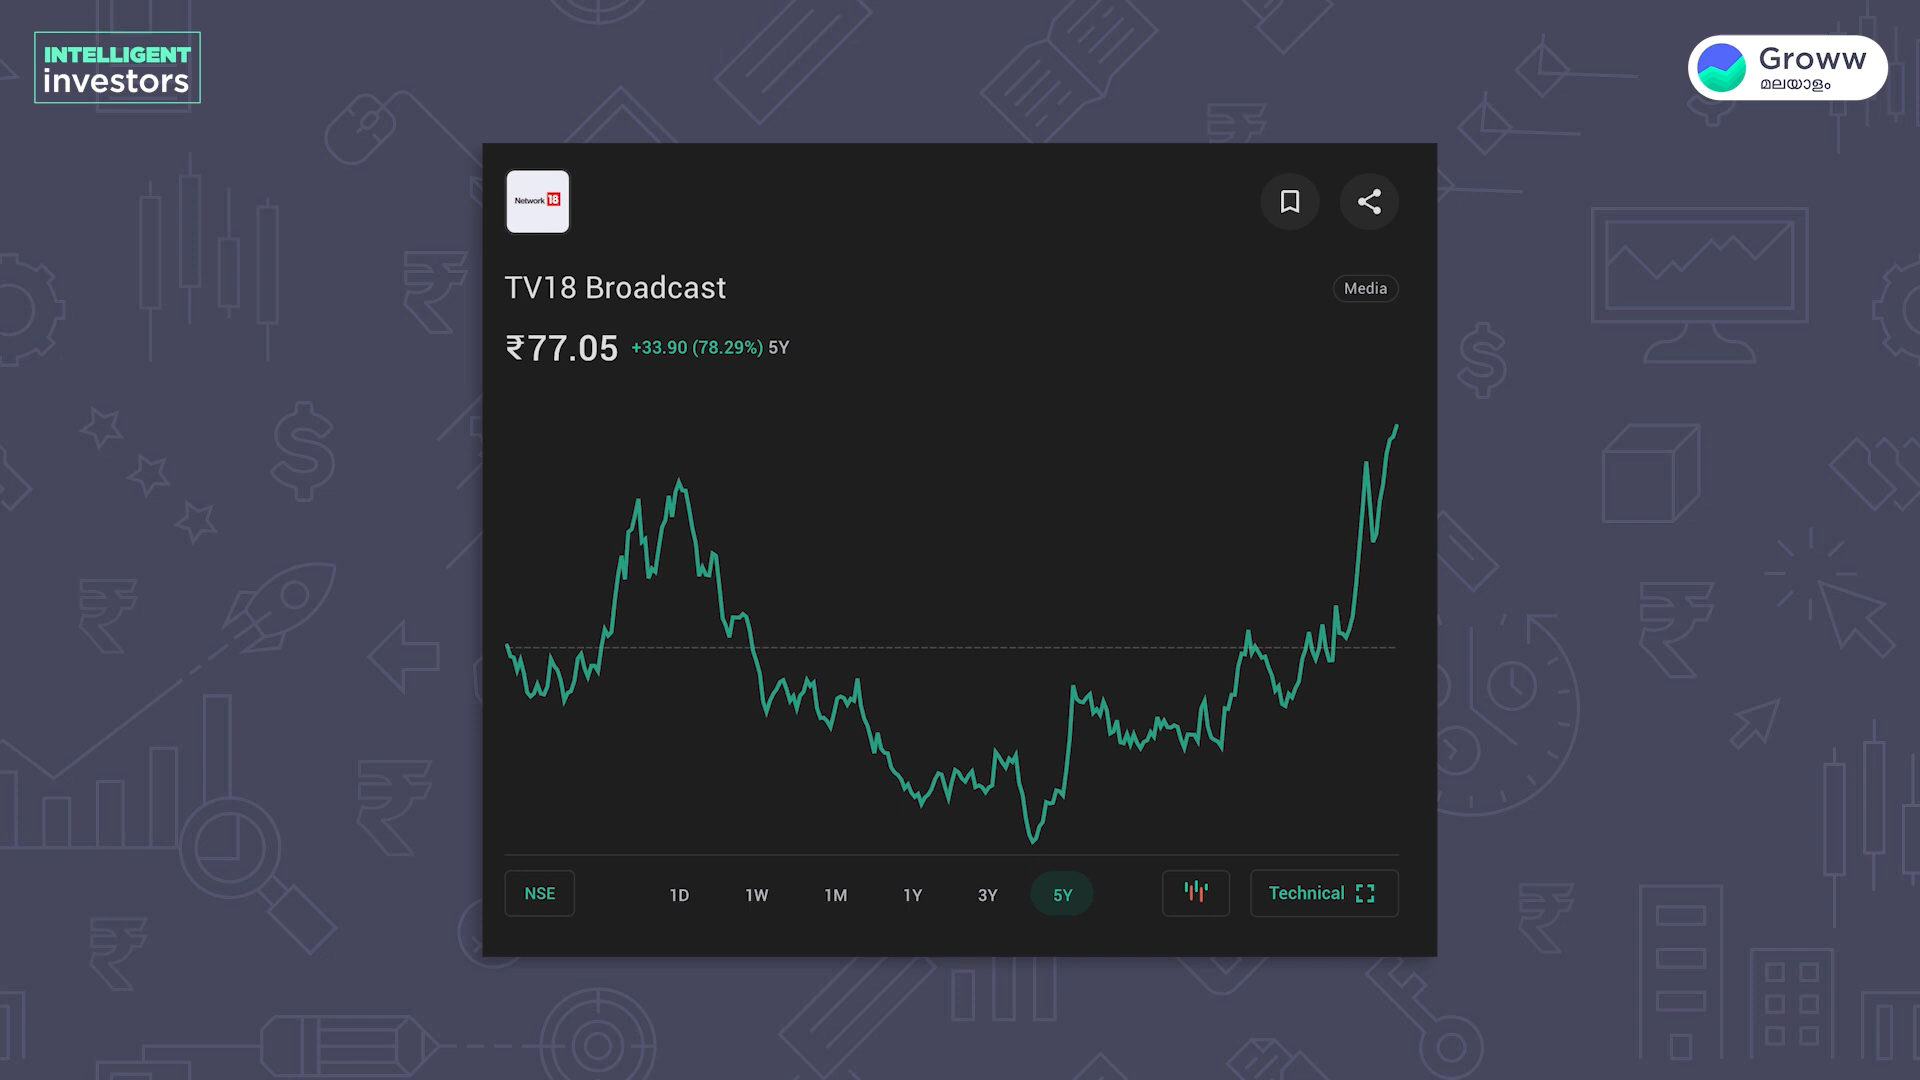 INTELLIGENT
investors
Groww
മലയാളം
Network 18
TV18 Broadcast
Media
₹77.05 +33.90 (78.29%) 5Y
NSE 1D 1W 1M 1Y 3Y 5Y Technical